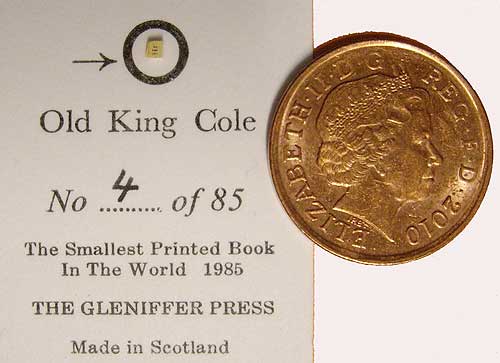 Old King Cole
No 4 of 85
The Smallest Printed Book
In The World 1985
THE GLENIFFER PRESS
Made in Scotland
ELIZABETH·II·D·G REG·F·D·2010